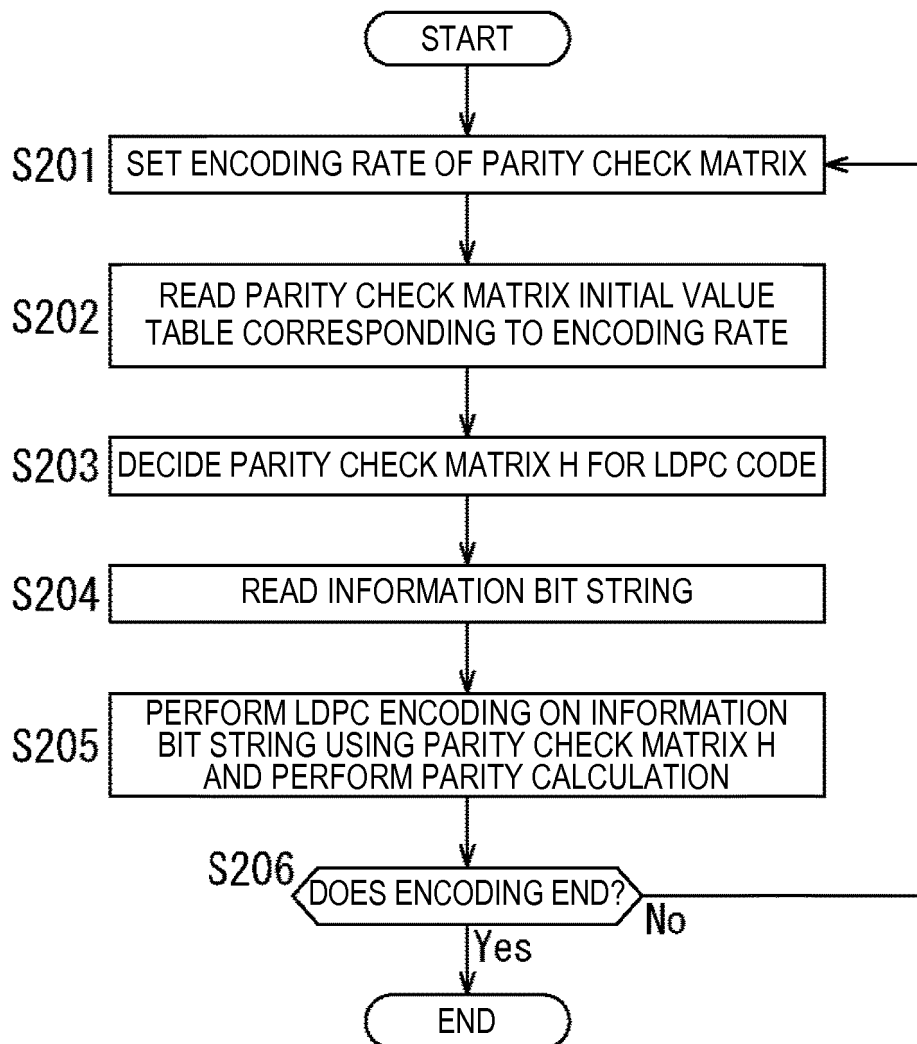 START
S201
SET ENCODING RATE OF PARITY CHECK MATRIX
S202
READ PARITY CHECK MATRIX INITIAL VALUE
TABLE CORRESPONDING TO ENCODING RATE
S203
DECIDE PARITY CHECK MATRIX H FOR LDPC CODE
S204
READ INFORMATION BIT STRING
S205
PERFORM LDPC ENCODING ON INFORMATION
BIT STRING USING PARITY CHECK MATRIX H
AND PERFORM PARITY CALCULATION
S206
DOES ENCODING END?
No
Yes
END